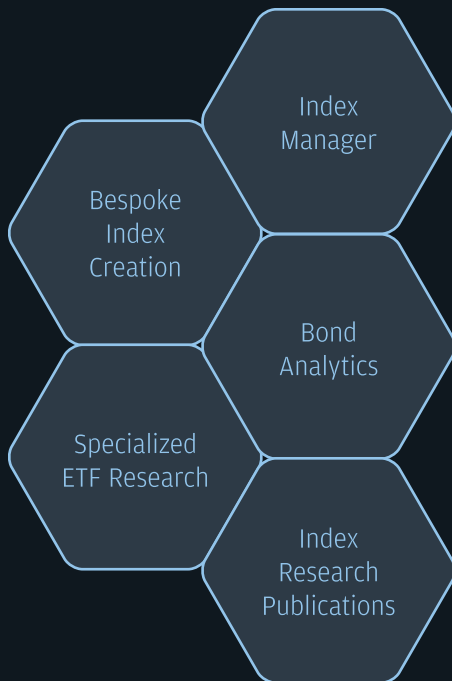 Index
Manager
Bespoke
Index
Creation
Bond
Analytics
Specialized
ETF Research
Index
Research
Publications